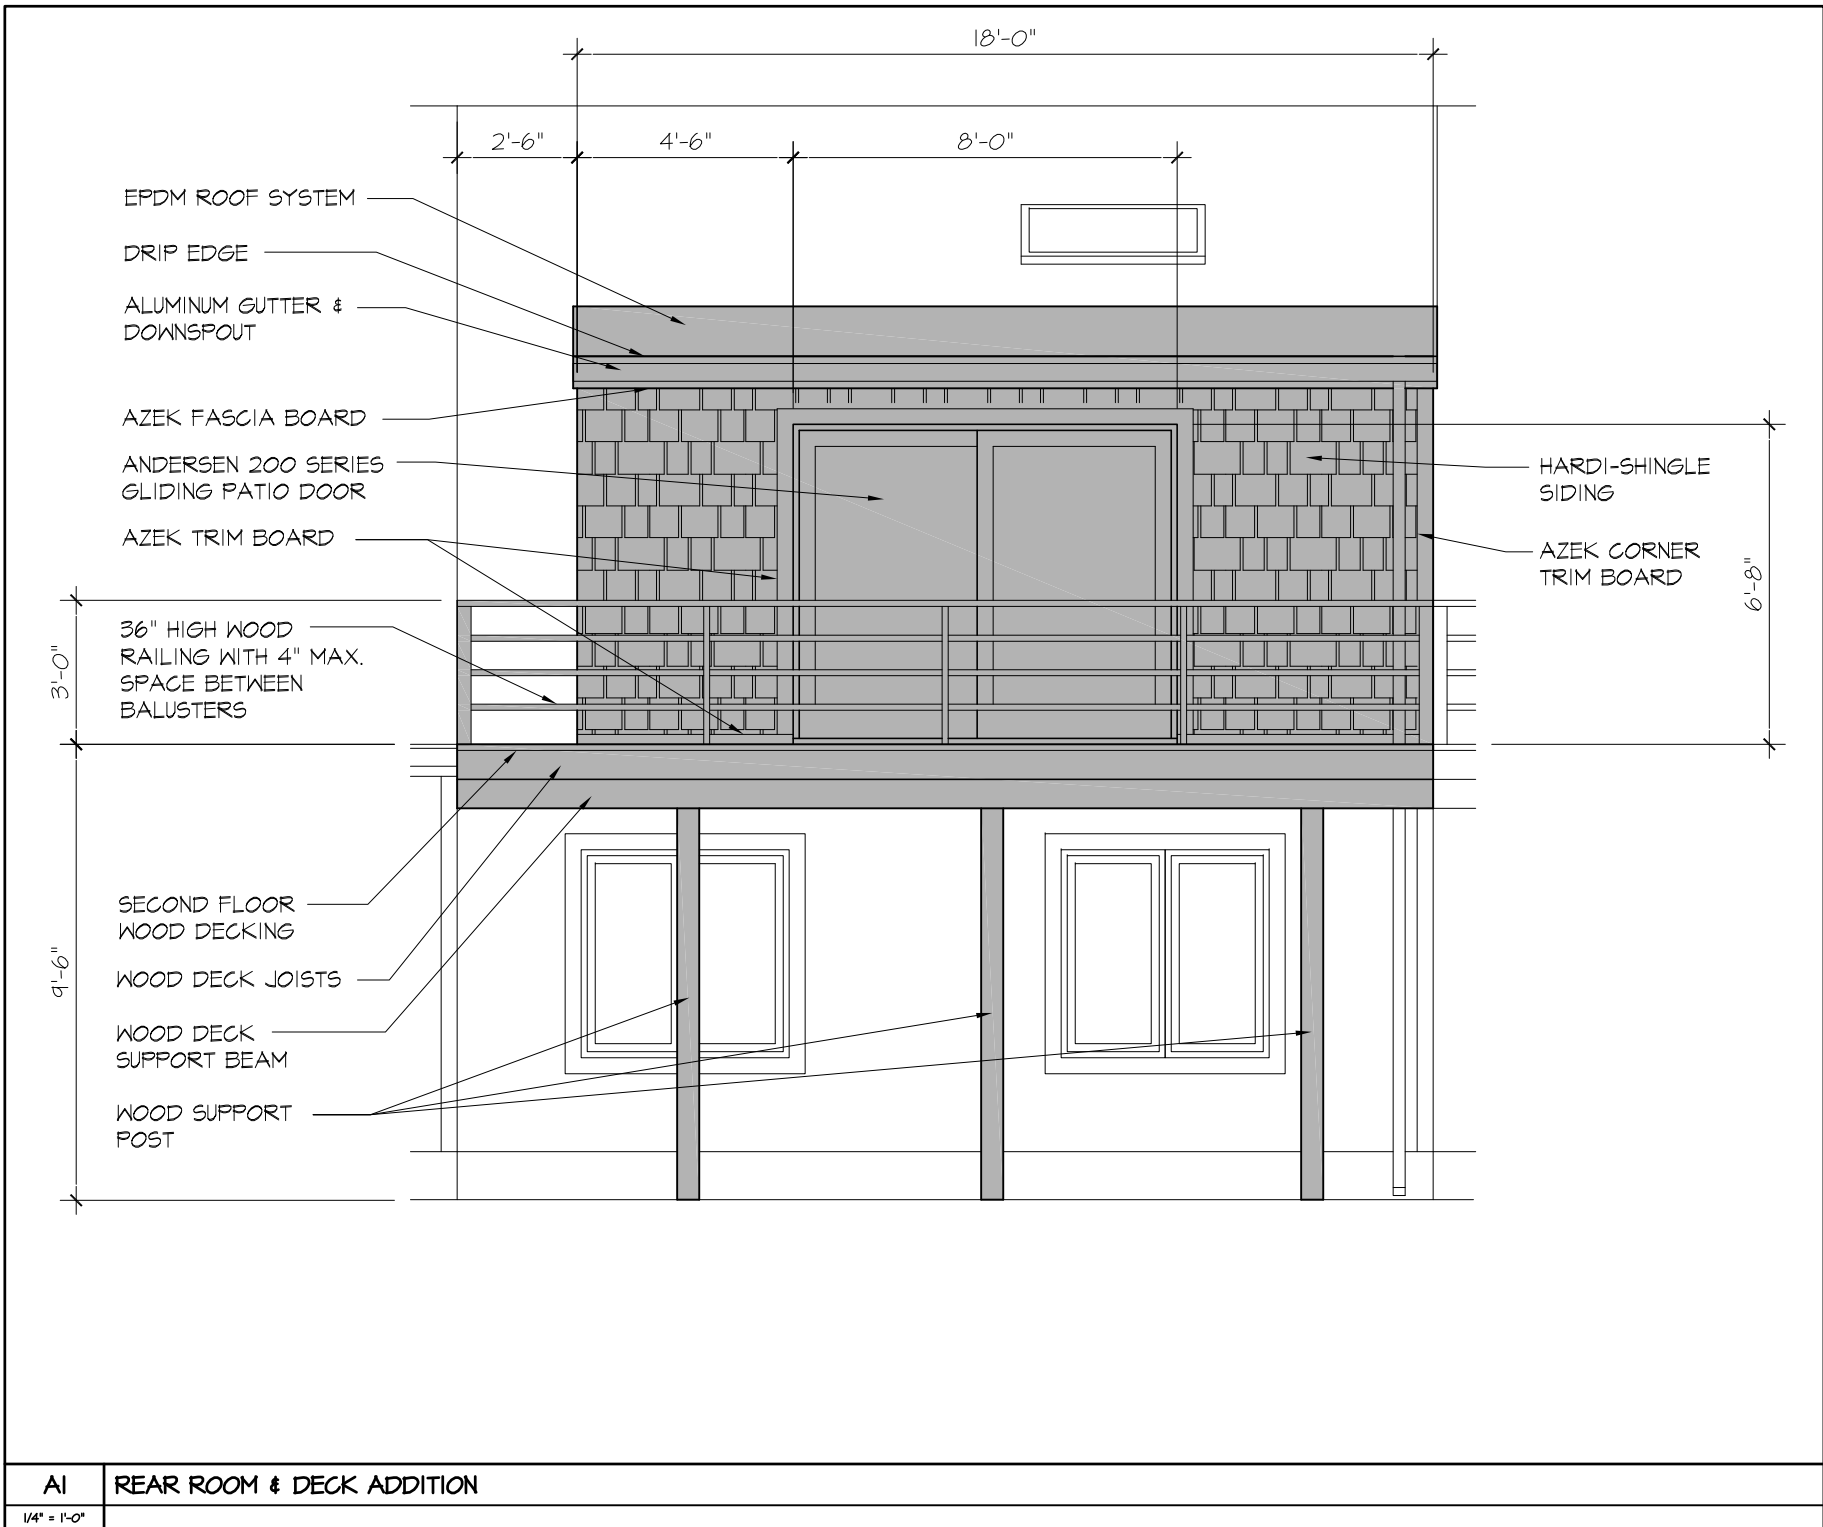 18'-0"
2'-6"
4'-6"
8'-0"
EPDM ROOF SYSTEM
DRIP EDGE
ALUMINUM GUTTER &
DOWNSPOUT
AZEK FASCIA BOARD
ANDERSEN 200 SERIES
GLIDING PATIO DOOR
AZEK TRIM BOARD
HARDI-SHINGLE
SIDING
AZEK CORNER
TRIM BOARD
6'-8"
3'-0"
36" HIGH WOOD
RAILING WITH 4" MAX.
SPACE BETWEEN
BALUSTERS
SECOND FLOOR
WOOD DECKING
9'-6"
WOOD DECK JOISTS
WOOD DECK
SUPPORT BEAM
WOOD SUPPORT
POST
A1
REAR ROOM & DECK ADDITION
1/4" = 1'-0"